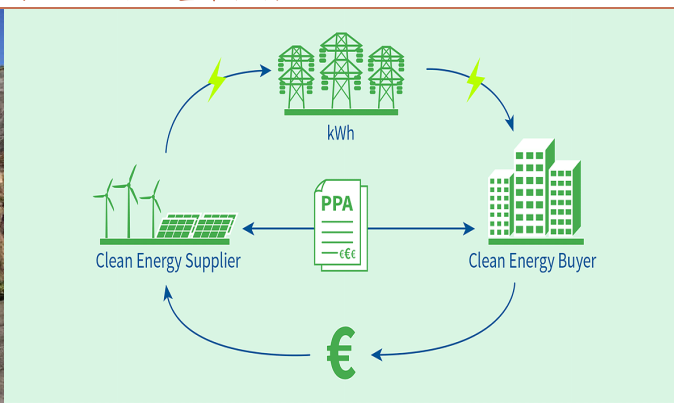 kWh
PPA
€€€
Clean Energy Supplier
Clean Energy Buyer
€